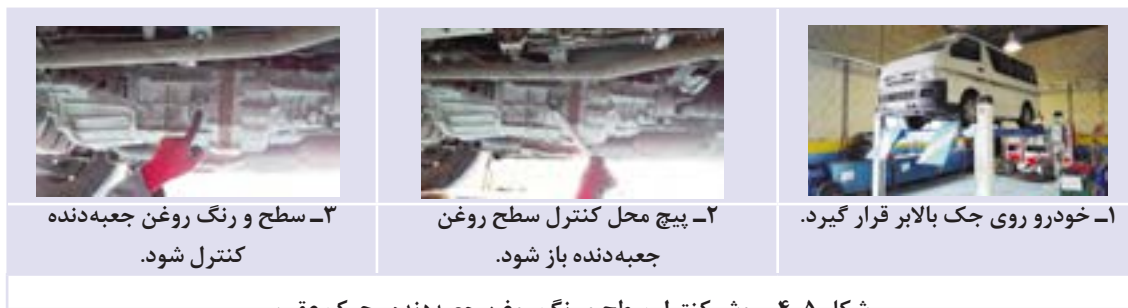 ۱ـ خودرو روی جک بالابر قرار گیرد.
۲ـ پیچ محل کنترل سطح روغن
جعبه‌دنده باز شود.
۳ـ سطح و رنگ روغن جعبه‌دنده
کنترل شود.